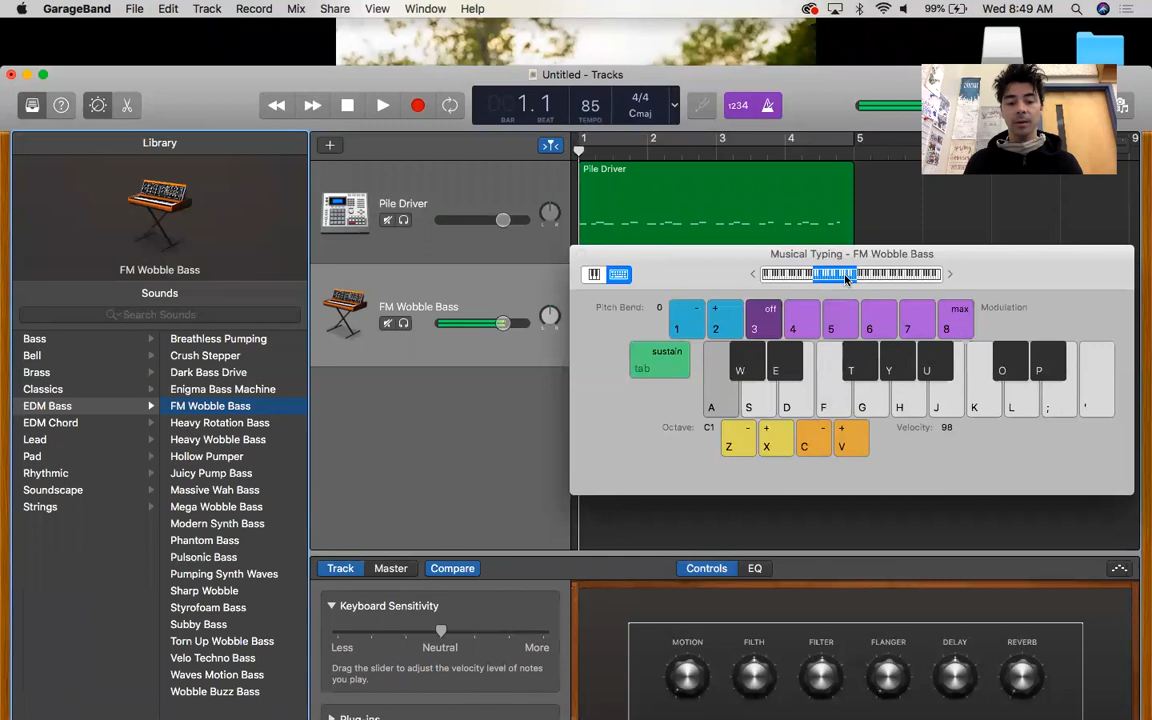 GarageBand File Edit Track Record Mix Share View Window Help 99% Wed 8:49 AM
Untitled - Tracks
1.1 85 4/4 Cmaj 1234
BAR BEAT TEMPO
Library
FM Wobble Bass
Sounds
Search Sounds
Bass
Bell
Brass
Classics
EDM Bass
EDM Chord
Lead
Pad
Rhythmic
Soundscape
Strings
Breathless Pumping
Crush Stepper
Dark Bass Drive
Enigma Bass Machine
FM Wobble Bass
Heavy Rotation Bass
Heavy Wobble Bass
Hollow Pumper
Juicy Pump Bass
Massive Wah Bass
Mega Wobble Bass
Modern Synth Bass
Phantom Bass
Pulsonic Bass
Pumping Synth Waves
Sharp Wobble
Styrofoam Bass
Subby Bass
Torn Up Wobble Bass
Velo Techno Bass
Waves Motion Bass
Wobble Buzz Bass
1 2 3 4 5 9
Pile Driver
L R
Pile Driver
FM Wobble Bass
L R
Musical Typing - FM Wobble Bass
Pitch Bend: 0 - + off max Modulation
1 2 3 4 5 6 7 8
sustain
tab
W E T Y U O P
A S D F G H J K L ; '
Octave: C1 - + - + Velocity: 98
Z X C V
Track Master Compare Controls EQ
Keyboard Sensitivity
Less Neutral More
Drag the slider to adjust the velocity level of notes
you play.
Plug-ins
MOTION FILTH FILTER FLANGER DELAY REVERB